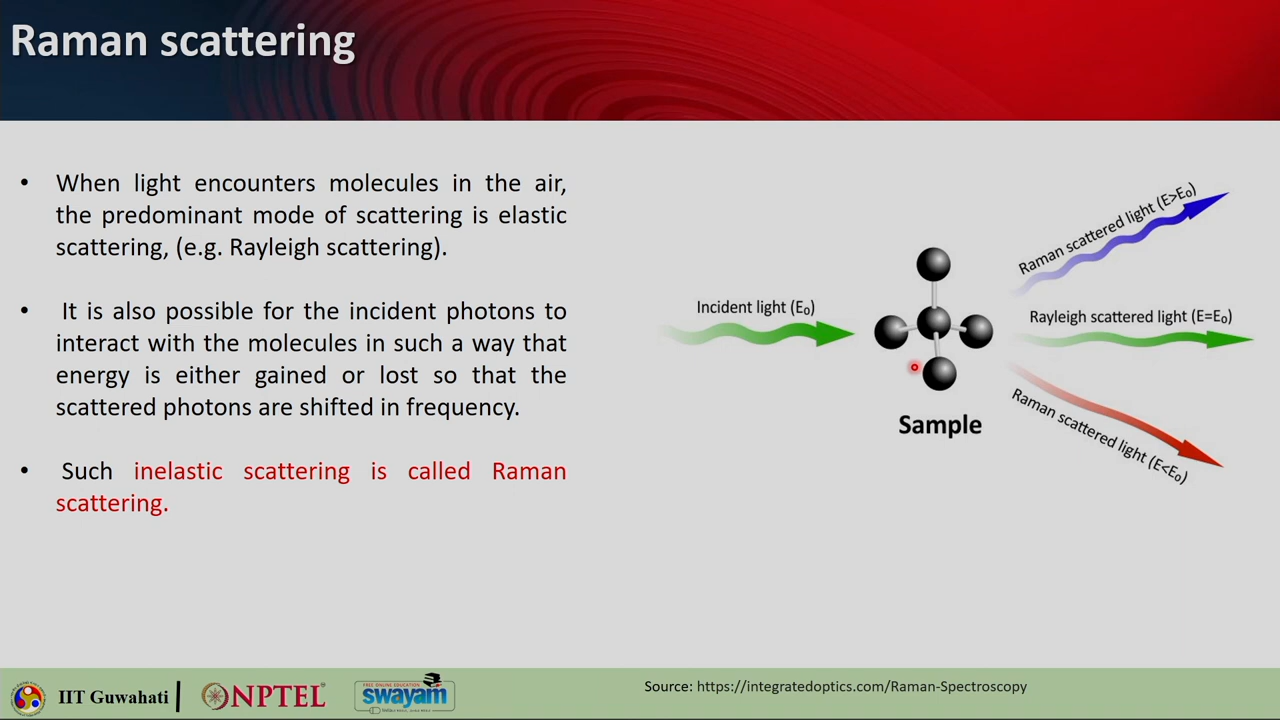 Raman scattering
• When light encounters molecules in the air,
the predominant mode of scattering is elastic
scattering, (e.g. Rayleigh scattering).
• It is also possible for the incident photons to
interact with the molecules in such a way that
energy is either gained or lost so that the
scattered photons are shifted in frequency.
• Such inelastic scattering is called Raman
scattering.
Incident light (E₀)
Sample
Raman scattered light (E>E₀)
Rayleigh scattered light (E=E₀)
Raman scattered light (E<E₀)
IIT Guwahati
NPTEL
FREE ONLINE EDUCATION
swayam
Source: https://integratedoptics.com/Raman-Spectroscopy